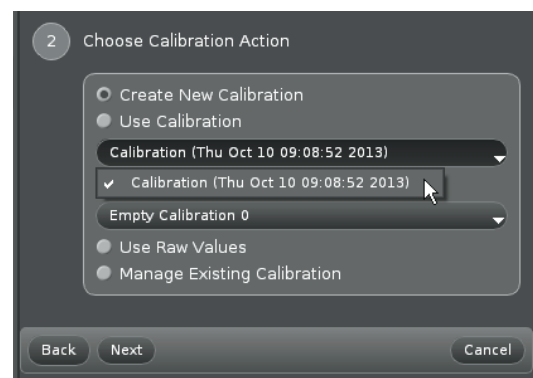 2 Choose Calibration Action
Create New Calibration
Use Calibration
Calibration (Thu Oct 10 09:08:52 2013)
Calibration (Thu Oct 10 09:08:52 2013)
Empty Calibration 0
Use Raw Values
Manage Existing Calibration
Back Next Cancel